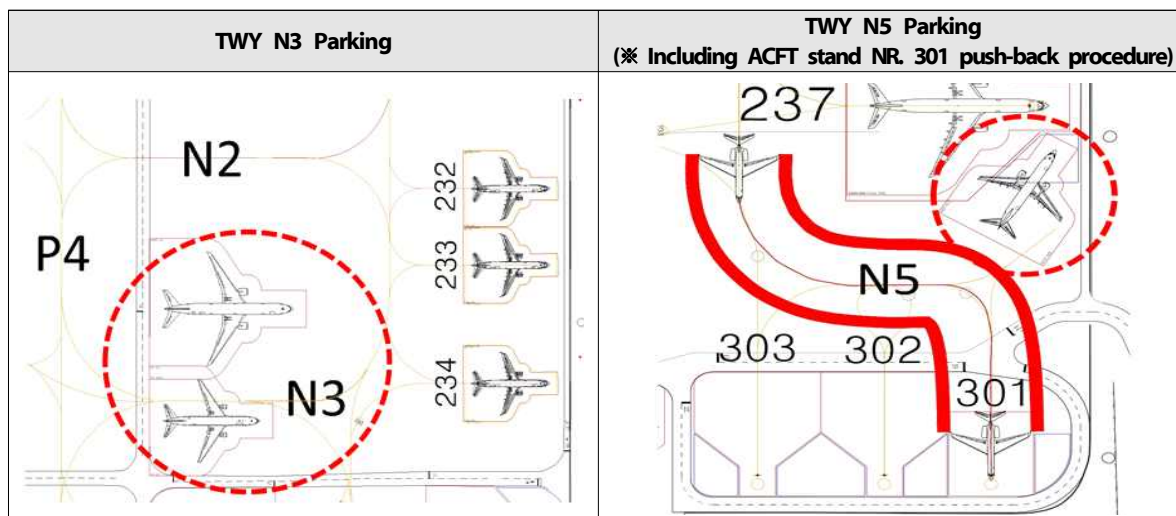 TWY N3 Parking
TWY N5 Parking
(※ Including ACFT stand NR. 301 push-back procedure)
N2
232
P4
233
N3
234
237
N5
303
302
301